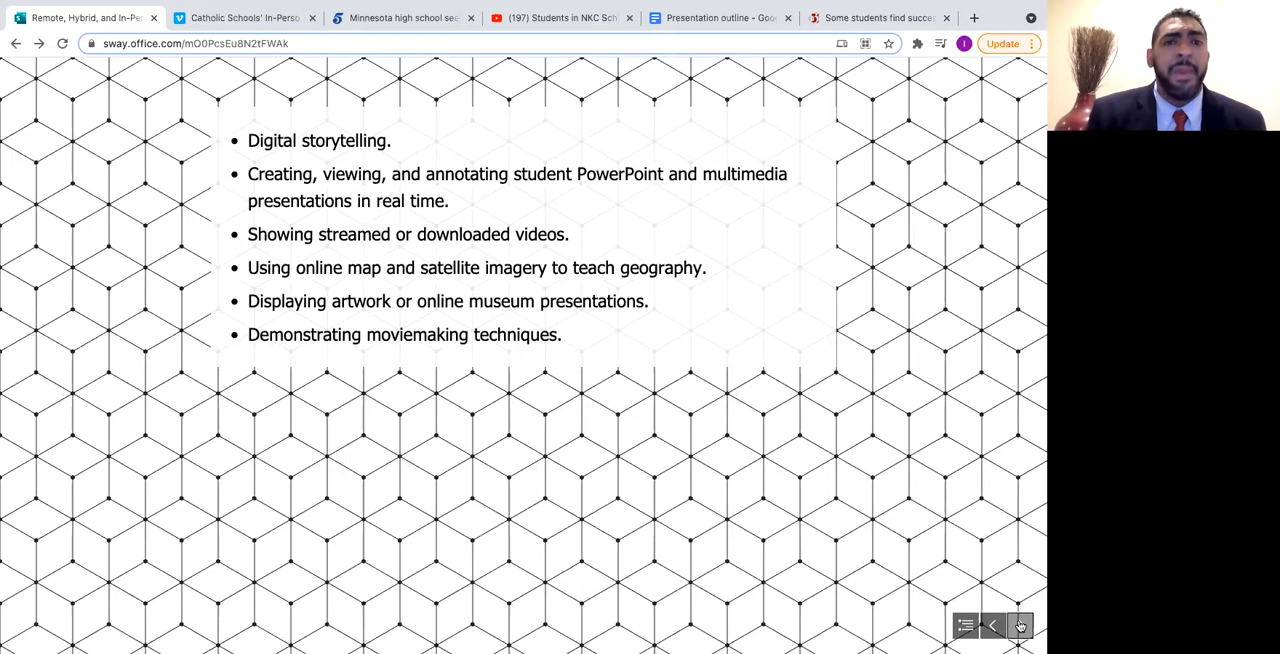 Remote, Hybrid, and In-Per
Catholic Schools' In-Perso
Minnesota high school see
(197) Students in NKC Sch
Presentation outline - Goo
Some students find succes
sway.office.com/mO0PcsEu8N2tFWAk
I
Update
• Digital storytelling.
• Creating, viewing, and annotating student PowerPoint and multimedia
presentations in real time.
• Showing streamed or downloaded videos.
• Using online map and satellite imagery to teach geography.
• Displaying artwork or online museum presentations.
• Demonstrating moviemaking techniques.